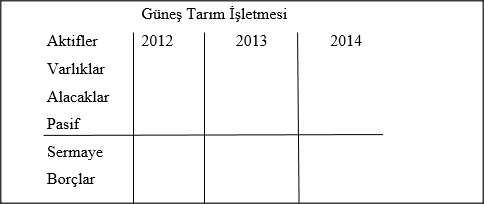 Güneş Tarım İşletmesi
Aktifler 2012 2013 2014
Varlıklar
Alacaklar
Pasif
Sermaye
Borçlar